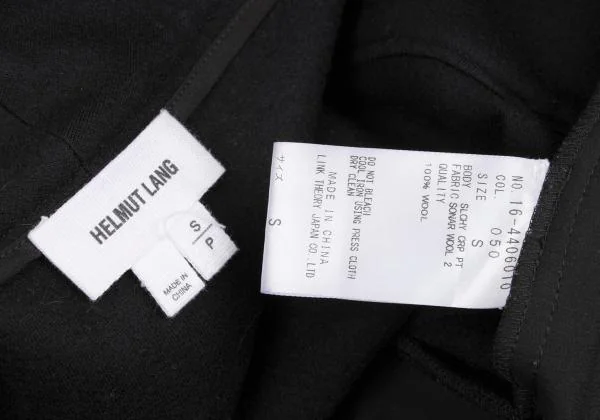 HELMUT LANG
S/P
MADE IN
CHINA
NO. 16-4406010
COL. 050
SIZE S
BODY SLCHY CRP PT
FABRIC SONAR WOOL 2
QUALITY
100% WOOL
DO NOT BLEACH
COOL IRON USING PRESS CLOTH
DRY CLEAN
MADE IN CHINA
LINK THEORY JAPAN CO.,LTD
サイズ S